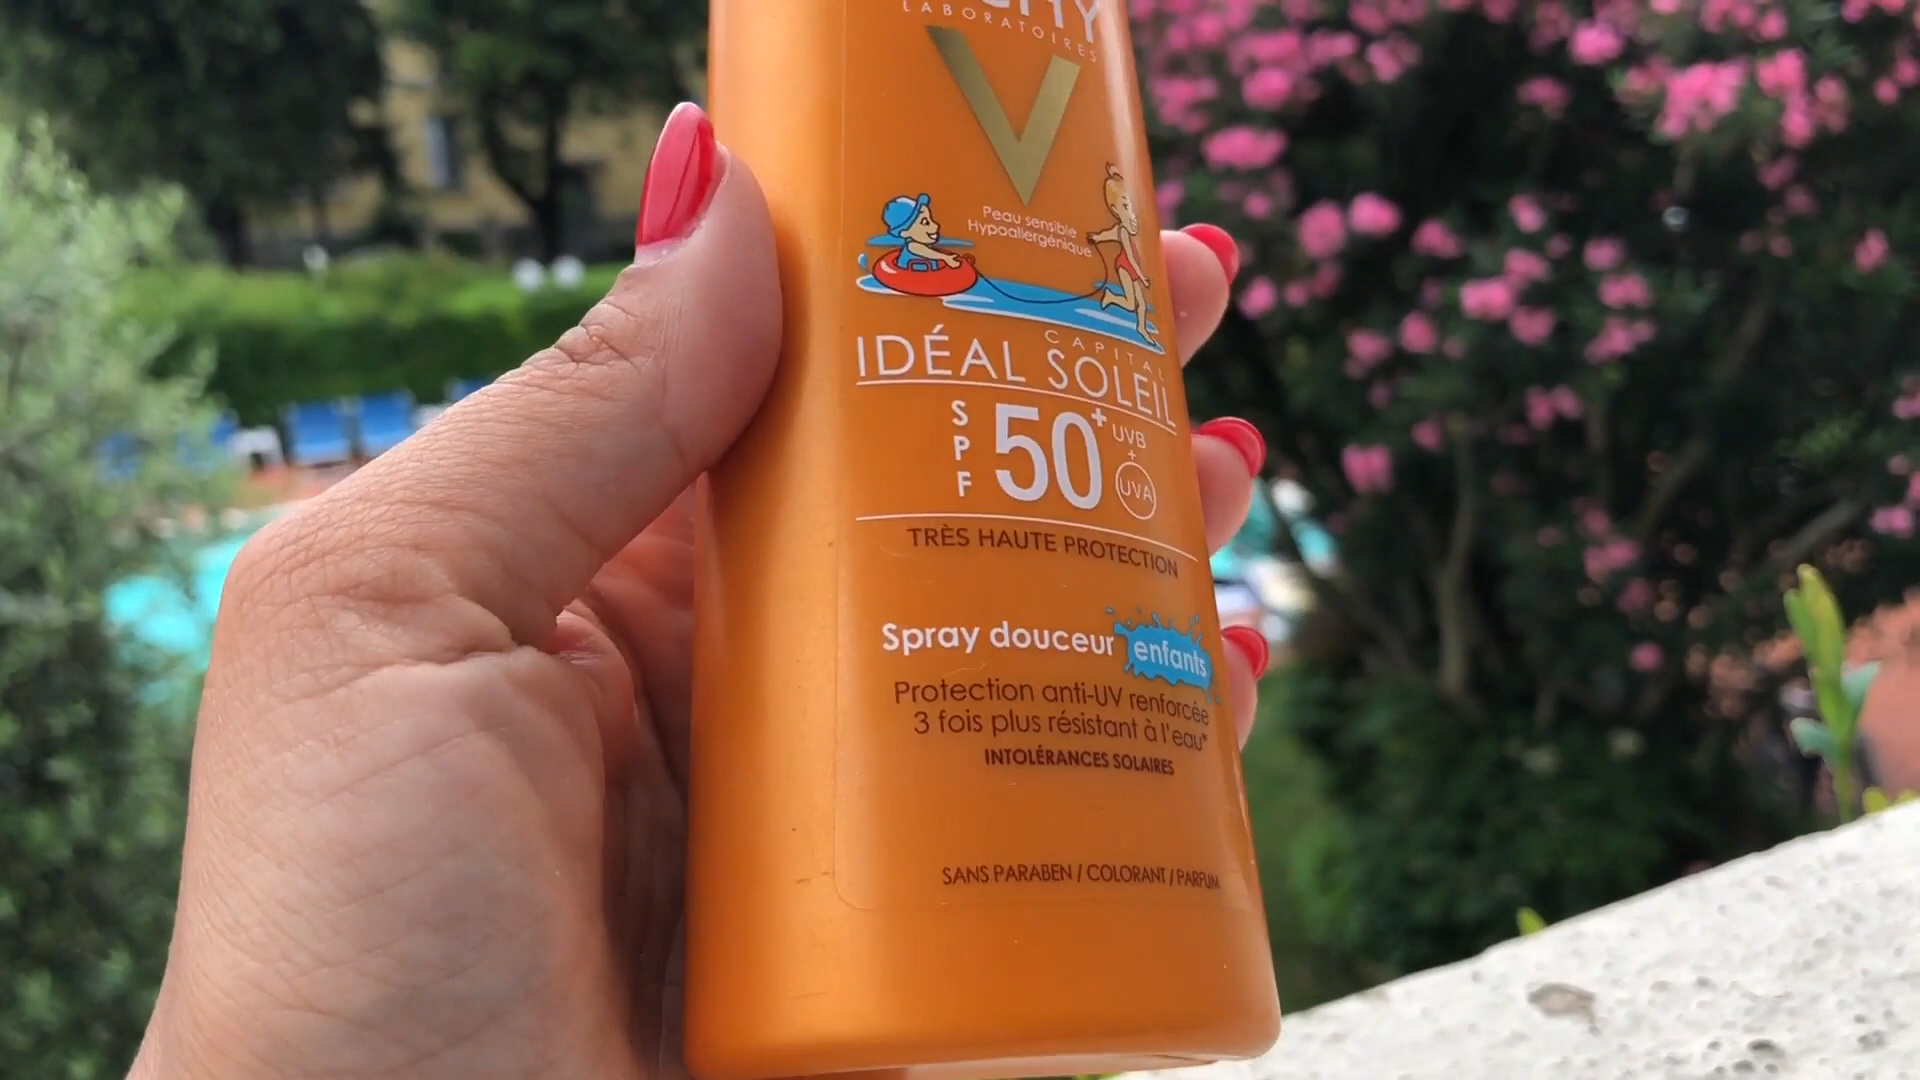 LABORATOIRES
V
Peau sensible
Hypoallergénique
CAPITAL
IDÉAL SOLEIL
SPF 50+ UVB + UVA
TRÈS HAUTE PROTECTION
Spray douceur enfants
Protection anti-UV renforcée
3 fois plus résistant à l'eau*
INTOLÉRANCES SOLAIRES
SANS PARABEN / COLORANT / PARFUM